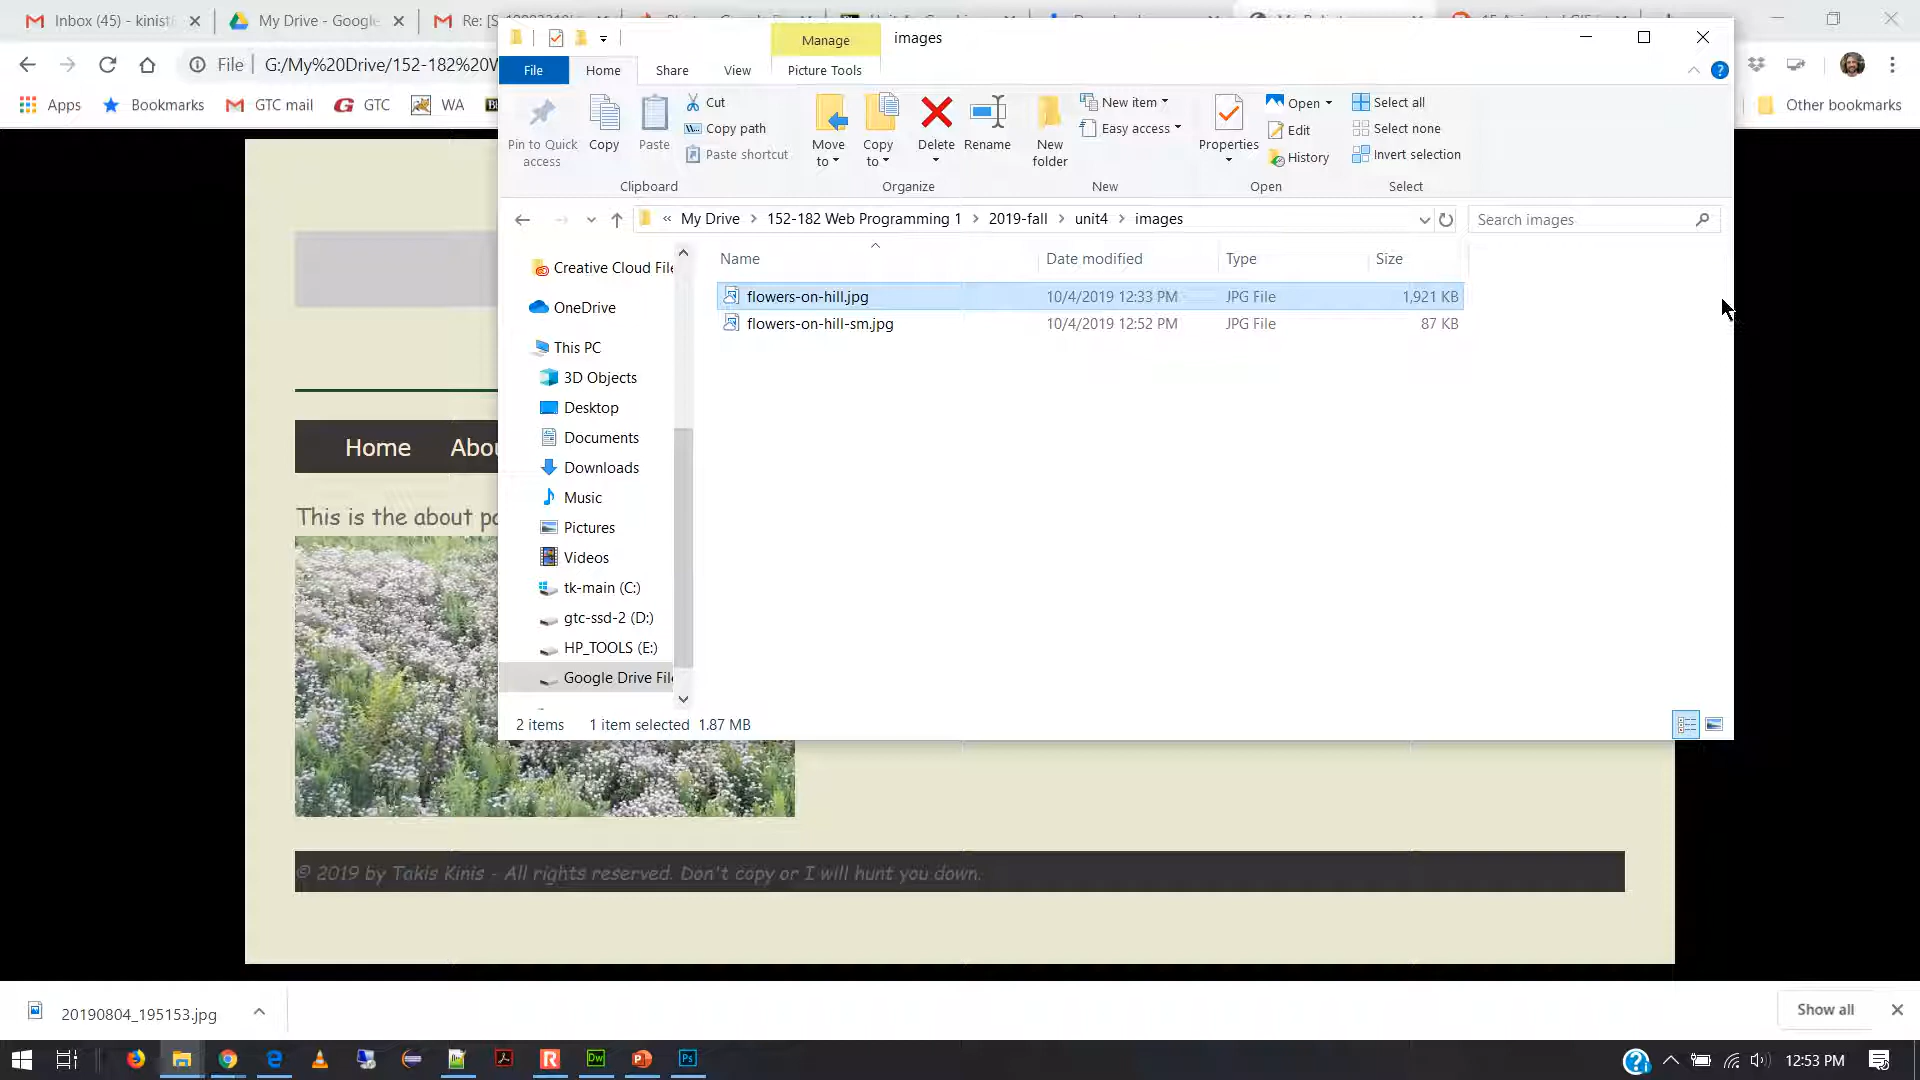 Inbox (45) - kinist
My Drive - Google
Re: [S
File
G:/My%20Drive/152-182%20W
Apps
Bookmarks
GTC mail
GTC
WA
Other bookmarks
Manage
images
File
Home
Share
View
Picture Tools
Pin to Quick access
Copy
Paste
Cut
Copy path
Paste shortcut
Move to
Copy to
Delete
Rename
New folder
New item
Easy access
Properties
Open
Edit
History
Select all
Select none
Invert selection
Clipboard
Organize
New
Open
Select
« My Drive > 152-182 Web Programming 1 > 2019-fall > unit4 > images
Search images
Name Date modified Type Size
flowers-on-hill.jpg 10/4/2019 12:33 PM JPG File 1,921 KB
flowers-on-hill-sm.jpg 10/4/2019 12:52 PM JPG File 87 KB
Creative Cloud File
OneDrive
This PC
3D Objects
Desktop
Documents
Downloads
Music
Pictures
Videos
tk-main (C:)
gtc-ssd-2 (D:)
HP_TOOLS (E:)
Google Drive File
2 items 1 item selected 1.87 MB
Home Abou
This is the about pa
© 2019 by Takis Kinis - All rights reserved. Don't copy or I will hunt you down.
20190804_195153.jpg
Show all
Dw
Ps
12:53 PM